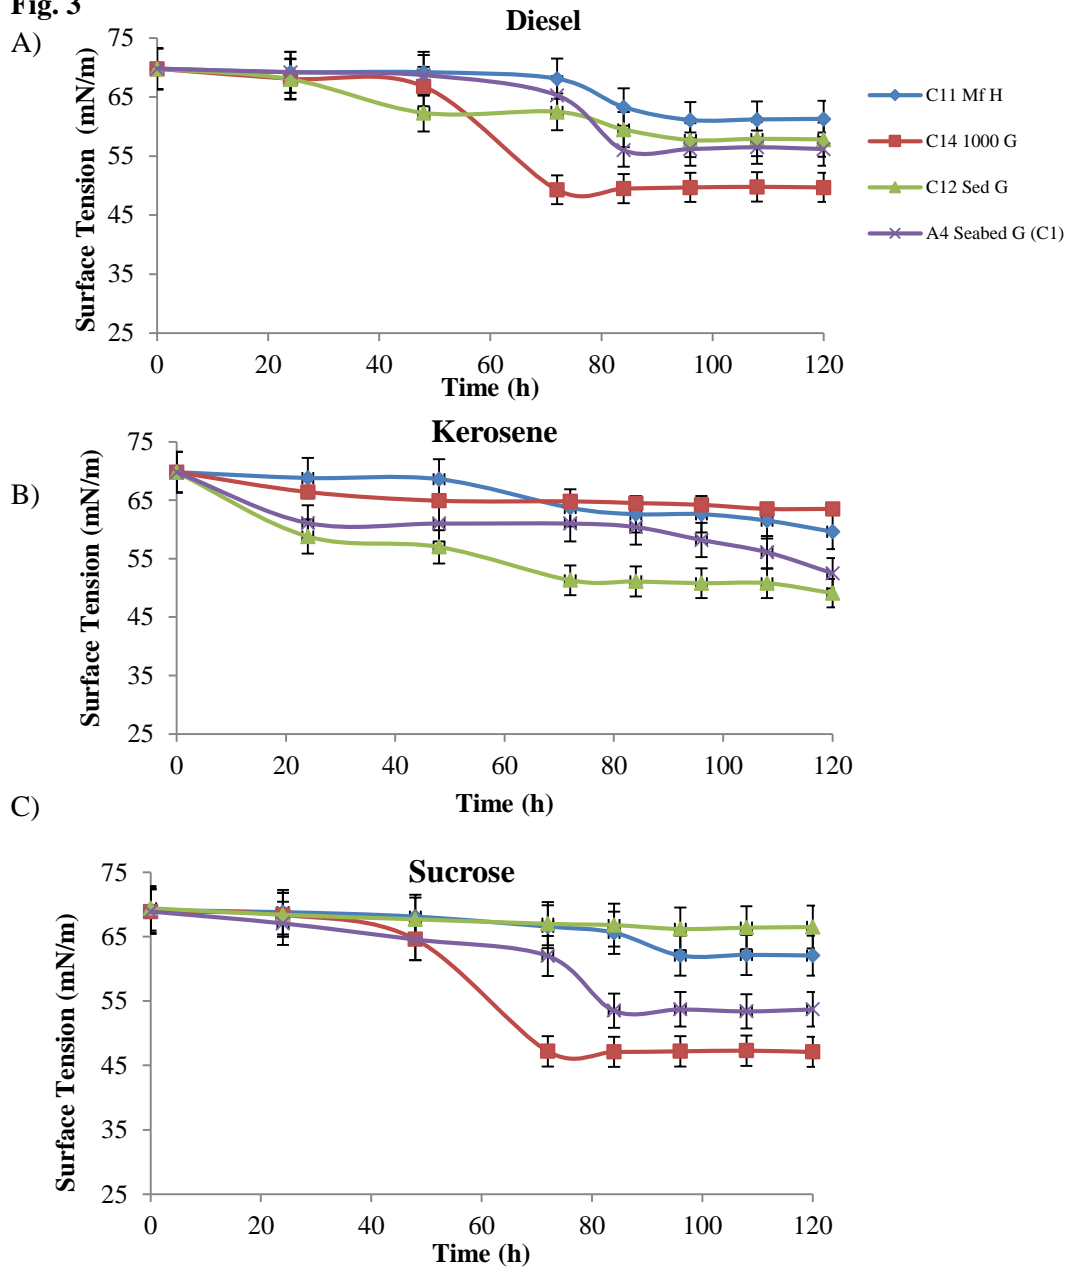 Fig. 3
A)
Diesel
Surface Tension (mN/m)
75
65
55
45
35
25
0 20 40 60 80 100 120
Time (h)
C11 Mf H
C14 1000 G
C12 Sed G
A4 Seabed G (C1)
B)
Kerosene
Surface Tension (mN/m)
75
65
55
45
35
25
0 20 40 60 80 100 120
Time (h)
C)
Sucrose
Surface Tension (mN/m)
75
65
55
45
35
25
0 20 40 60 80 100 120
Time (h)